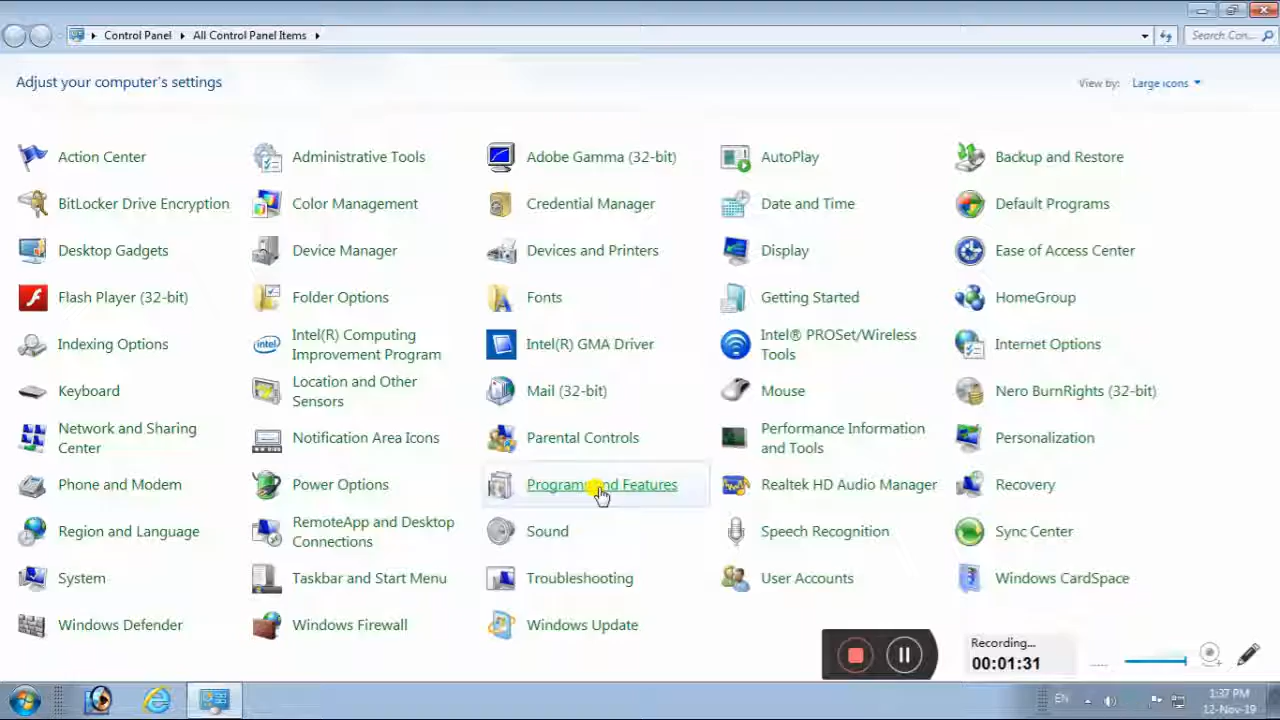 Control Panel All Control Panel Items
Search Con...
Adjust your computer's settings
View by: Large icons
Action Center
Administrative Tools
Adobe Gamma (32-bit)
AutoPlay
Backup and Restore
BitLocker Drive Encryption
Color Management
Credential Manager
Date and Time
Default Programs
Desktop Gadgets
Device Manager
Devices and Printers
Display
Ease of Access Center
Flash Player (32-bit)
Folder Options
Fonts
Getting Started
HomeGroup
Indexing Options
Intel(R) Computing
Improvement Program
Intel(R) GMA Driver
Intel® PROSet/Wireless
Tools
Internet Options
Keyboard
Location and Other
Sensors
Mail (32-bit)
Mouse
Nero BurnRights (32-bit)
Network and Sharing
Center
Notification Area Icons
Parental Controls
Performance Information
and Tools
Personalization
Phone and Modem
Power Options
Programs and Features
Realtek HD Audio Manager
Recovery
Region and Language
RemoteApp and Desktop
Connections
Sound
Speech Recognition
Sync Center
System
Taskbar and Start Menu
Troubleshooting
User Accounts
Windows CardSpace
Windows Defender
Windows Firewall
Windows Update
Recording...
00:01:31
EN
1:37 PM
12-Nov-19